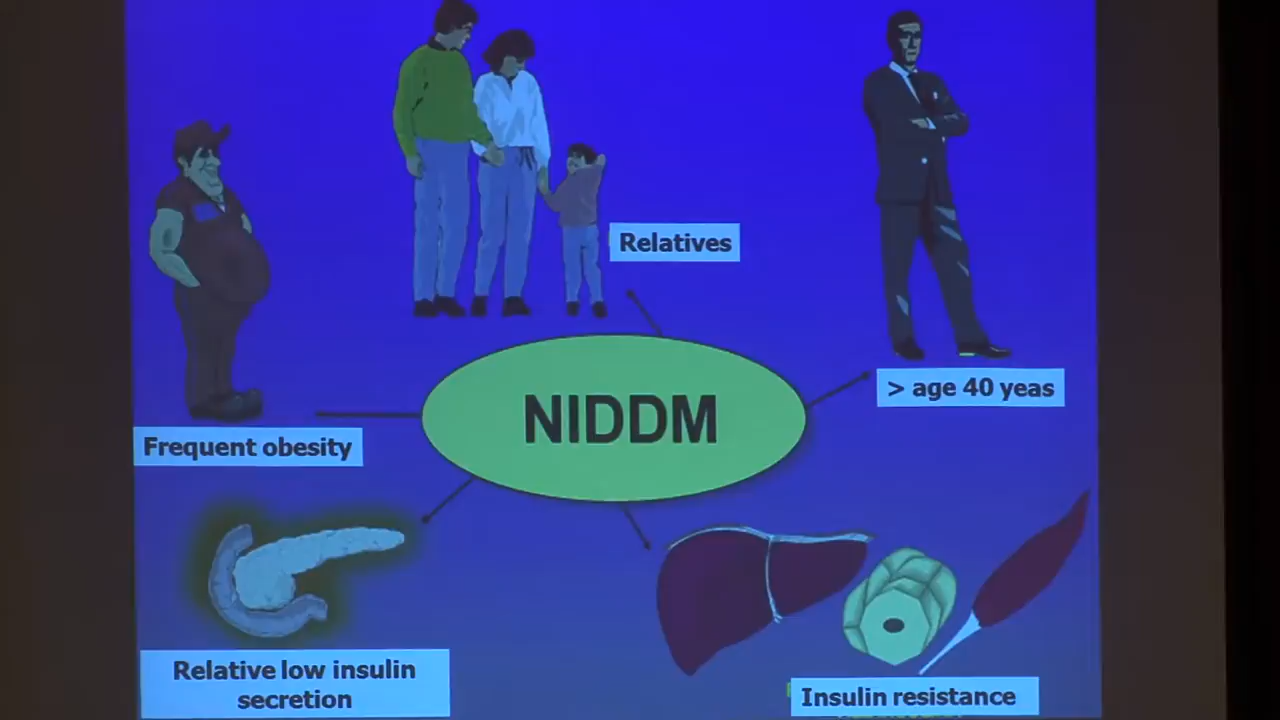 Relatives
> age 40 yeas
NIDDM
Frequent obesity
Relative low insulin
secretion
Insulin resistance